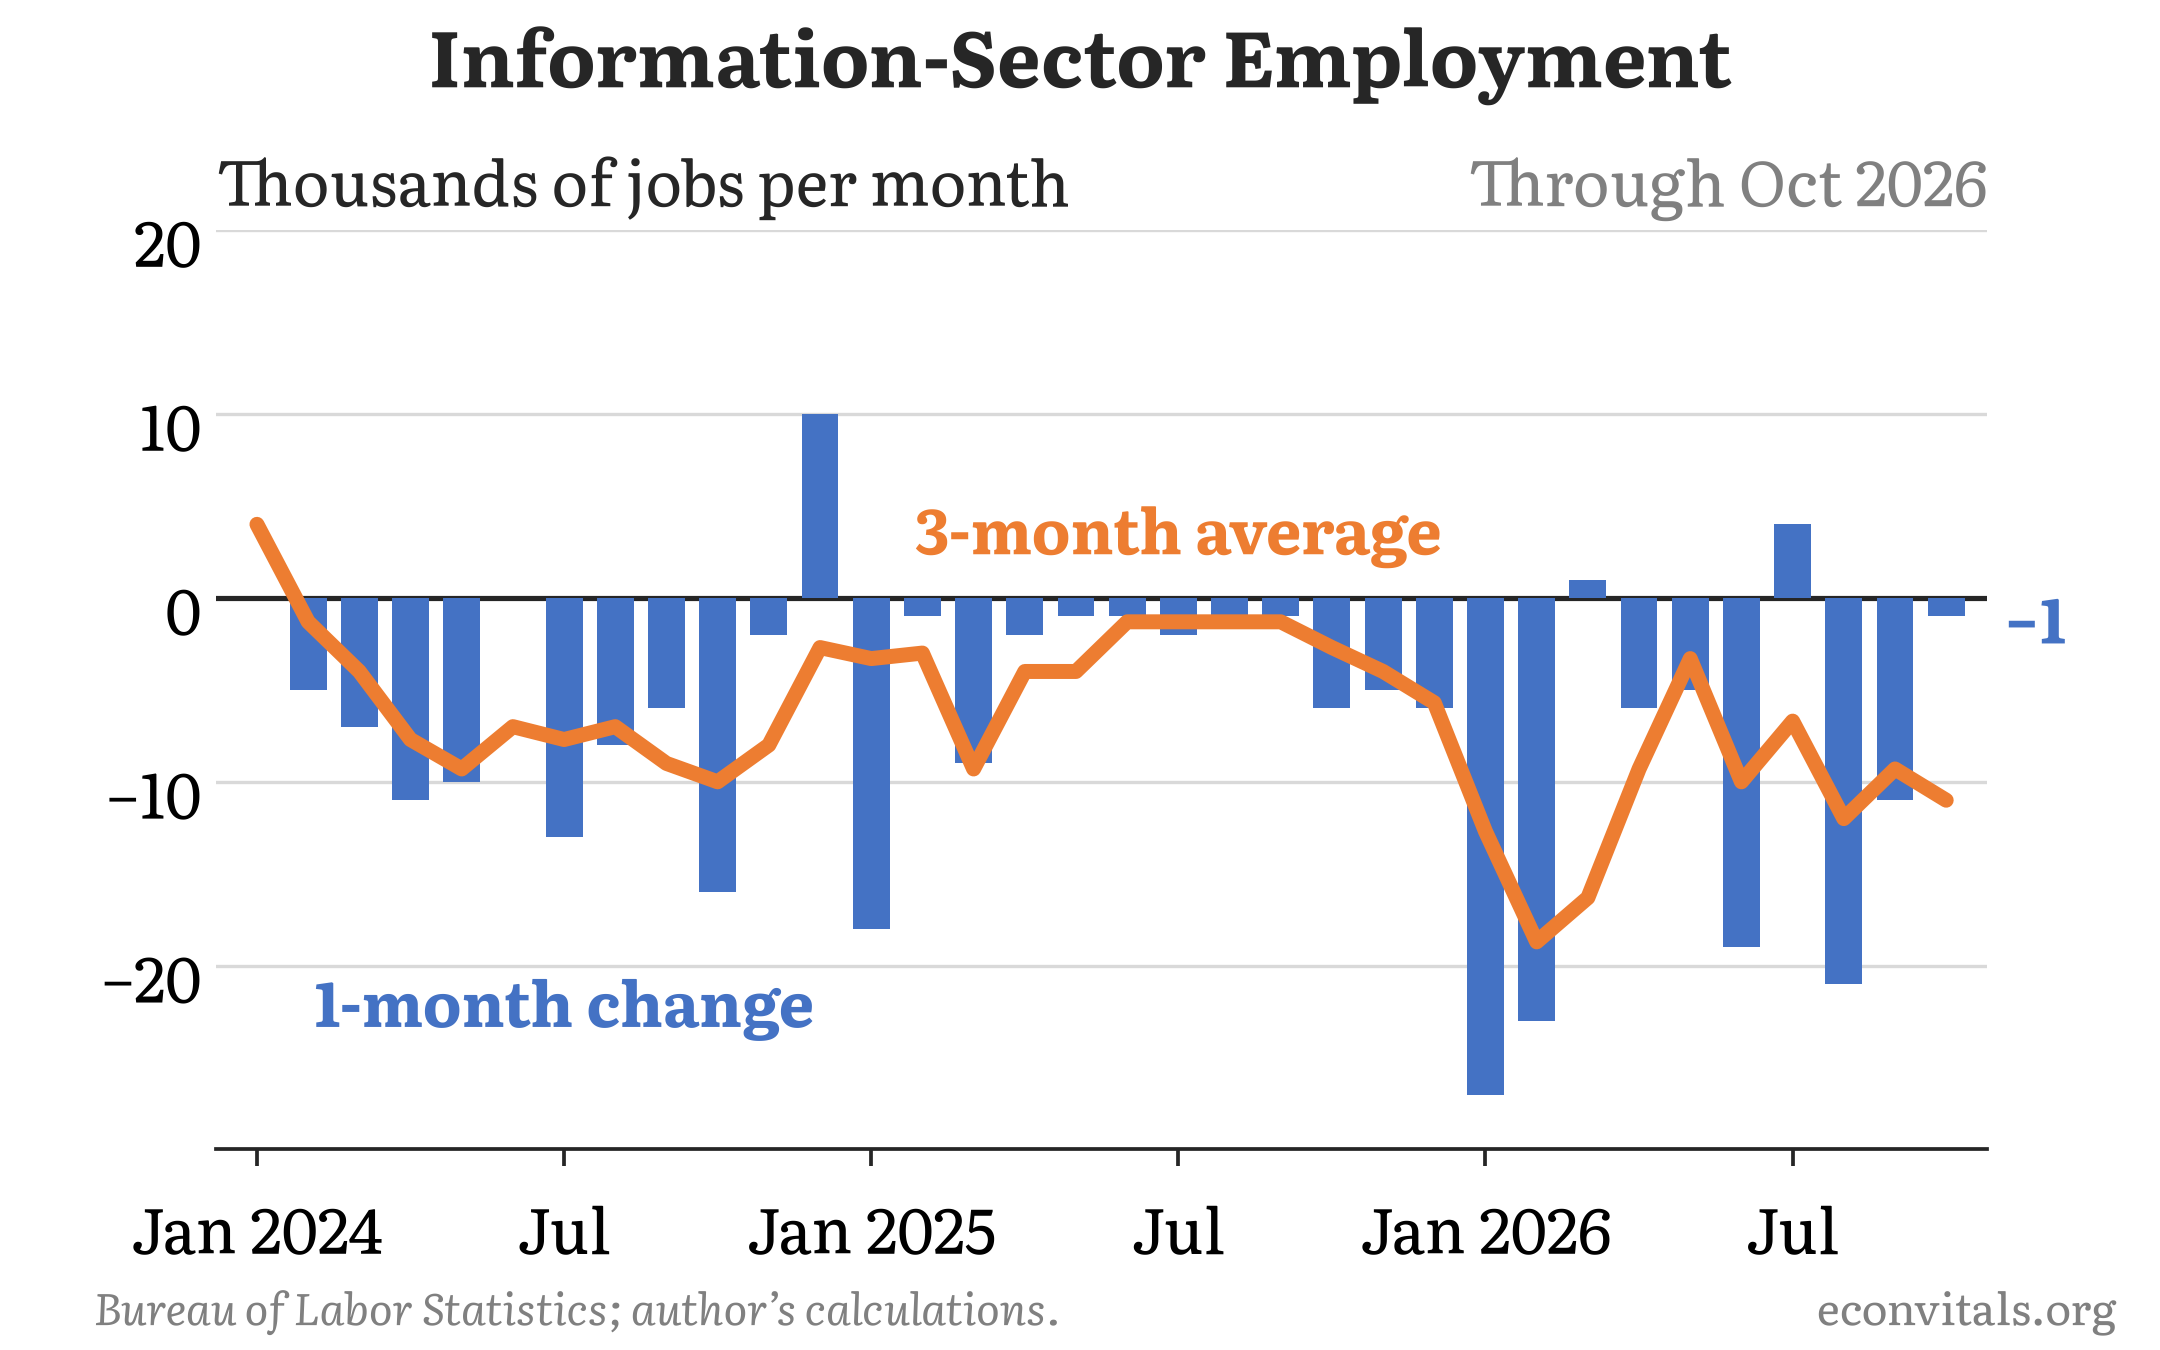 Information-Sector Employment
Thousands of jobs per month
Through Oct 2026
20
10
0
−10
−20
3-month average
1-month change
−1
Jan 2024
Jul
Jan 2025
Jul
Jan 2026
Jul
Bureau of Labor Statistics; author’s calculations.
econvitals.org